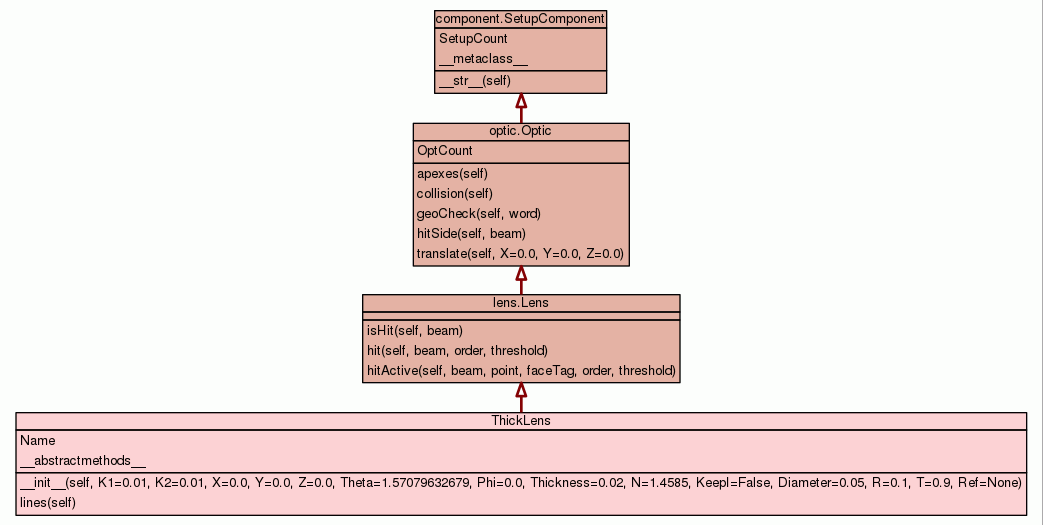 component.SetupComponent
SetupCount
__metaclass__
__str__(self)
optic.Optic
OptCount
apexes(self)
collision(self)
geoCheck(self, word)
hitSide(self, beam)
translate(self, X=0.0, Y=0.0, Z=0.0)
lens.Lens
isHit(self, beam)
hit(self, beam, order, threshold)
hitActive(self, beam, point, faceTag, order, threshold)
ThickLens
Name
__abstractmethods__
__init__(self, K1=0.01, K2=0.01, X=0.0, Y=0.0, Z=0.0, Theta=1.57079632679, Phi=0.0, Thickness=0.02, N=1.4585, KeepI=False, Diameter=0.05, R=0.1, T=0.9, Ref=None)
lines(self)